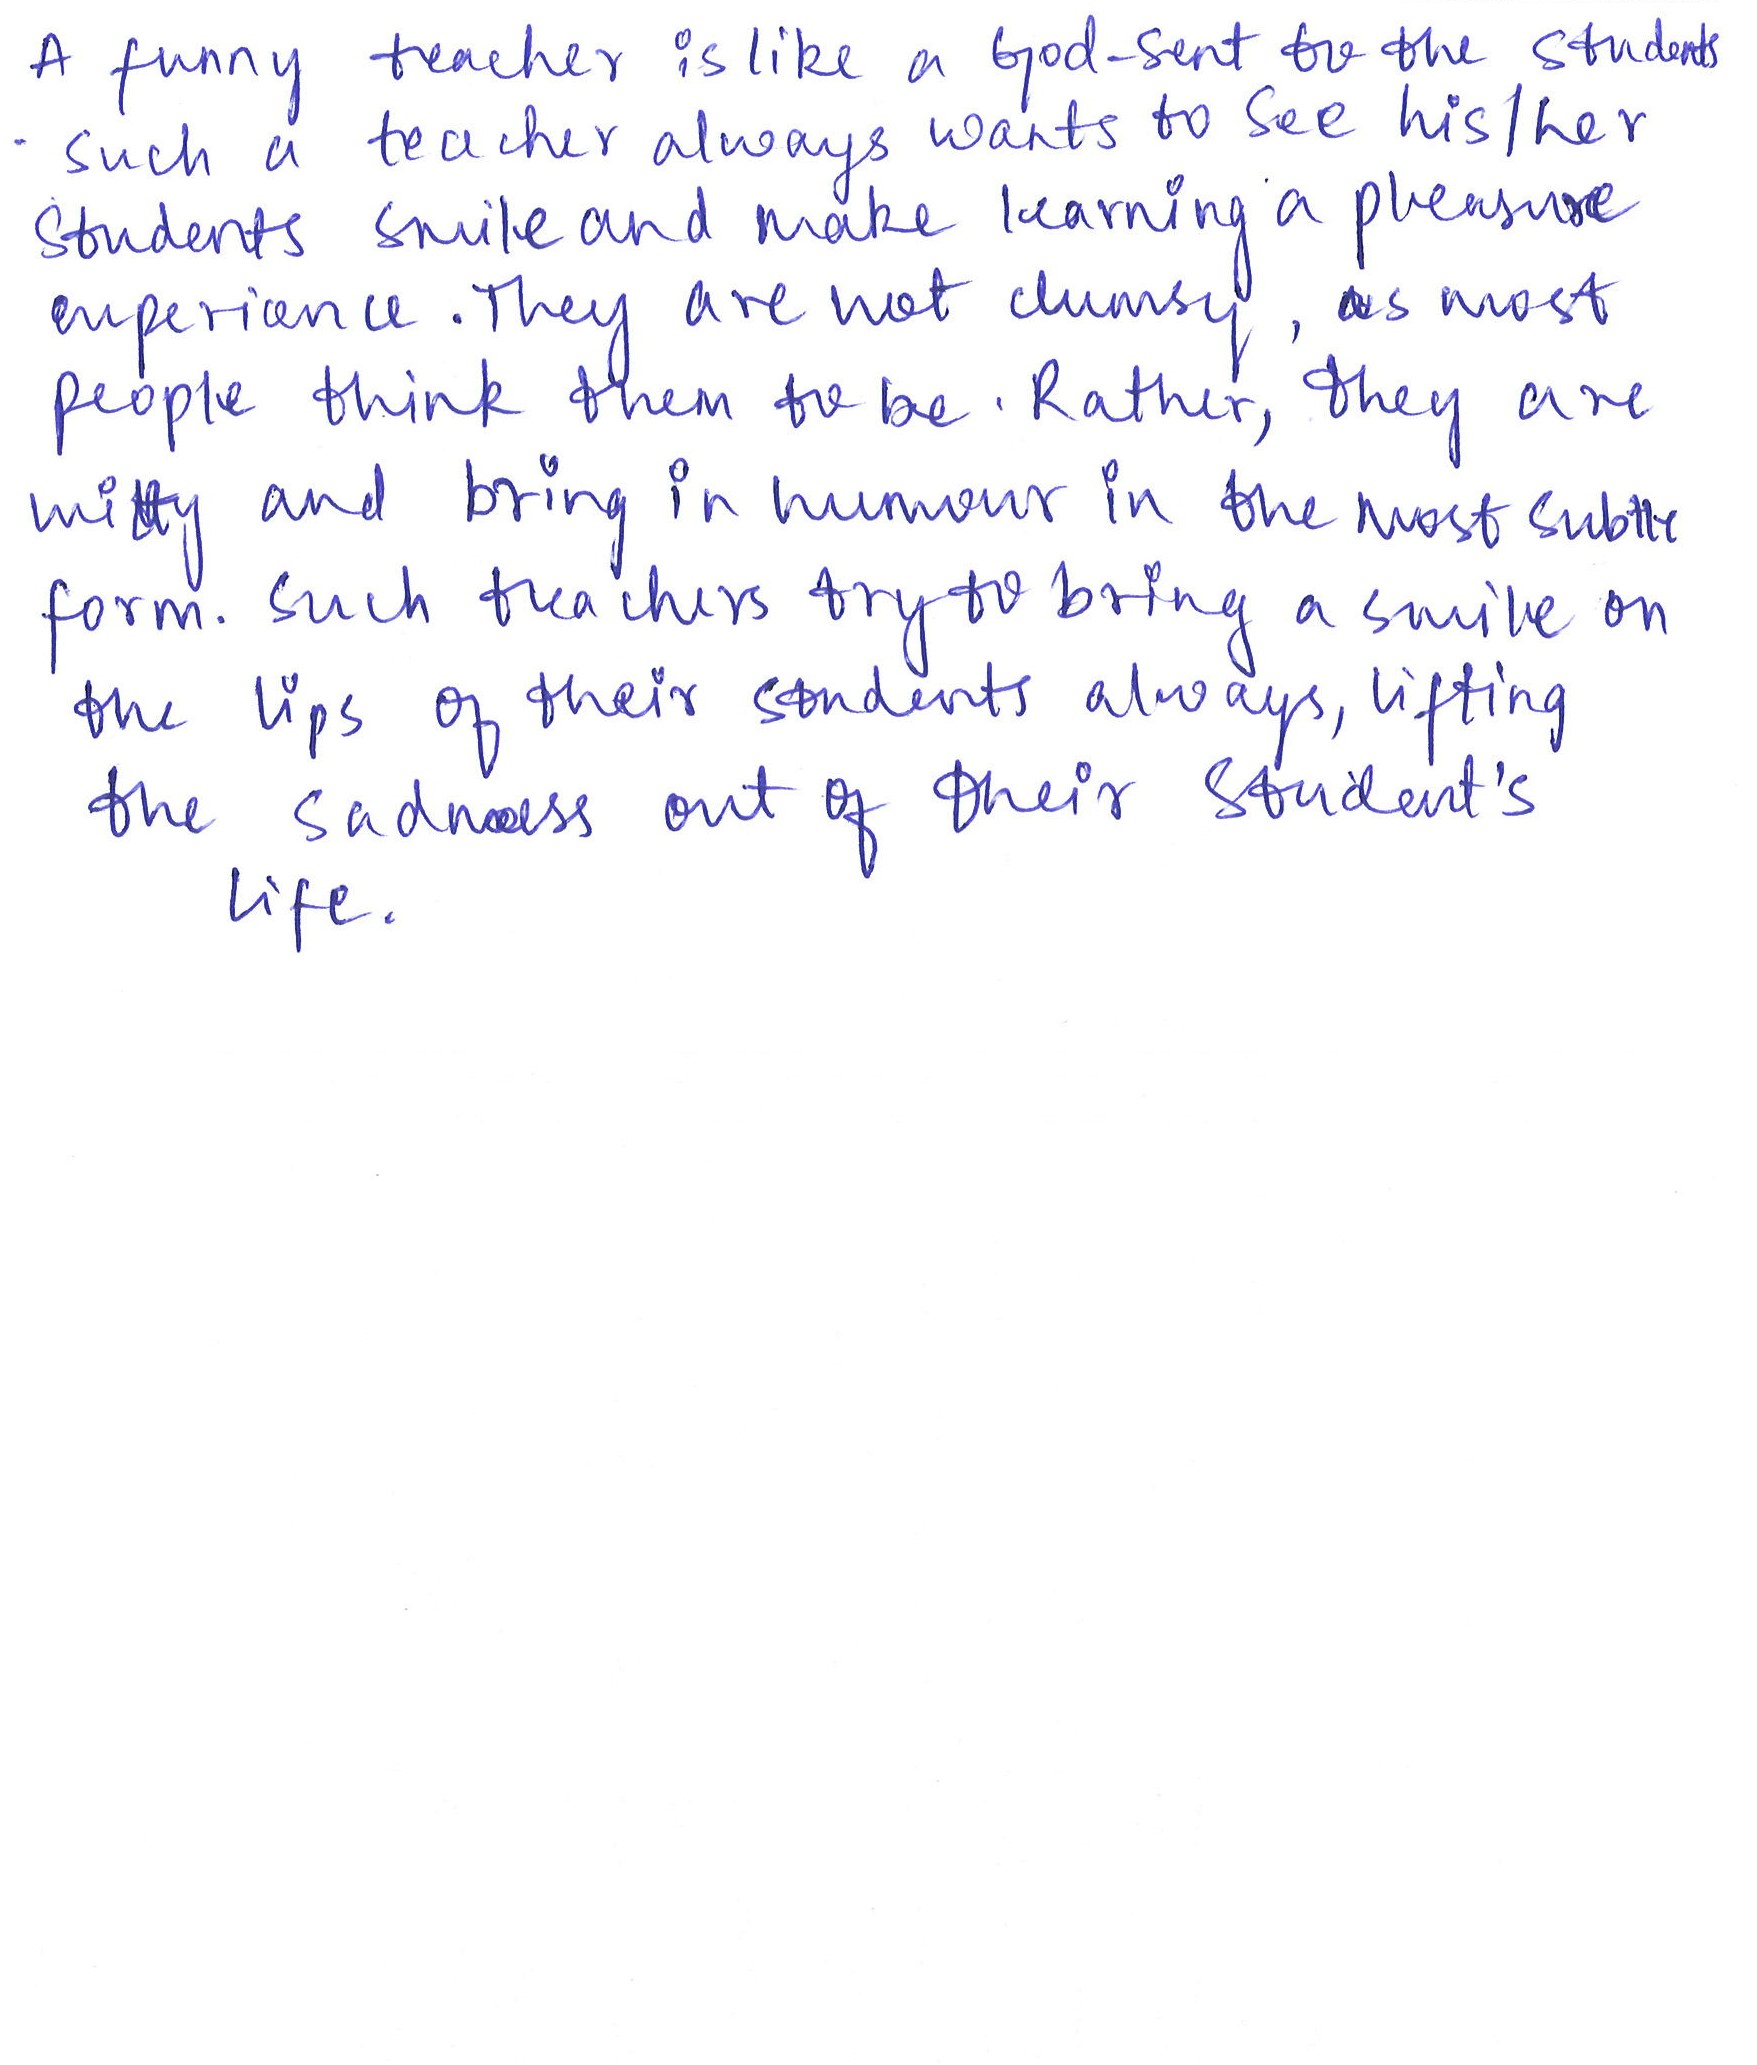 A funny teacher is like a God-sent to the students
. such a teacher always wants to see his/her
students smile and make learning a pleasure
experience. They are not clumsy, as most
people think them to be. Rather, they are
witty and bring in humour in the most subtle
form. Such teachers try to bring a smile on
the lips of their students always, lifting
the sadness out of their student's
life.